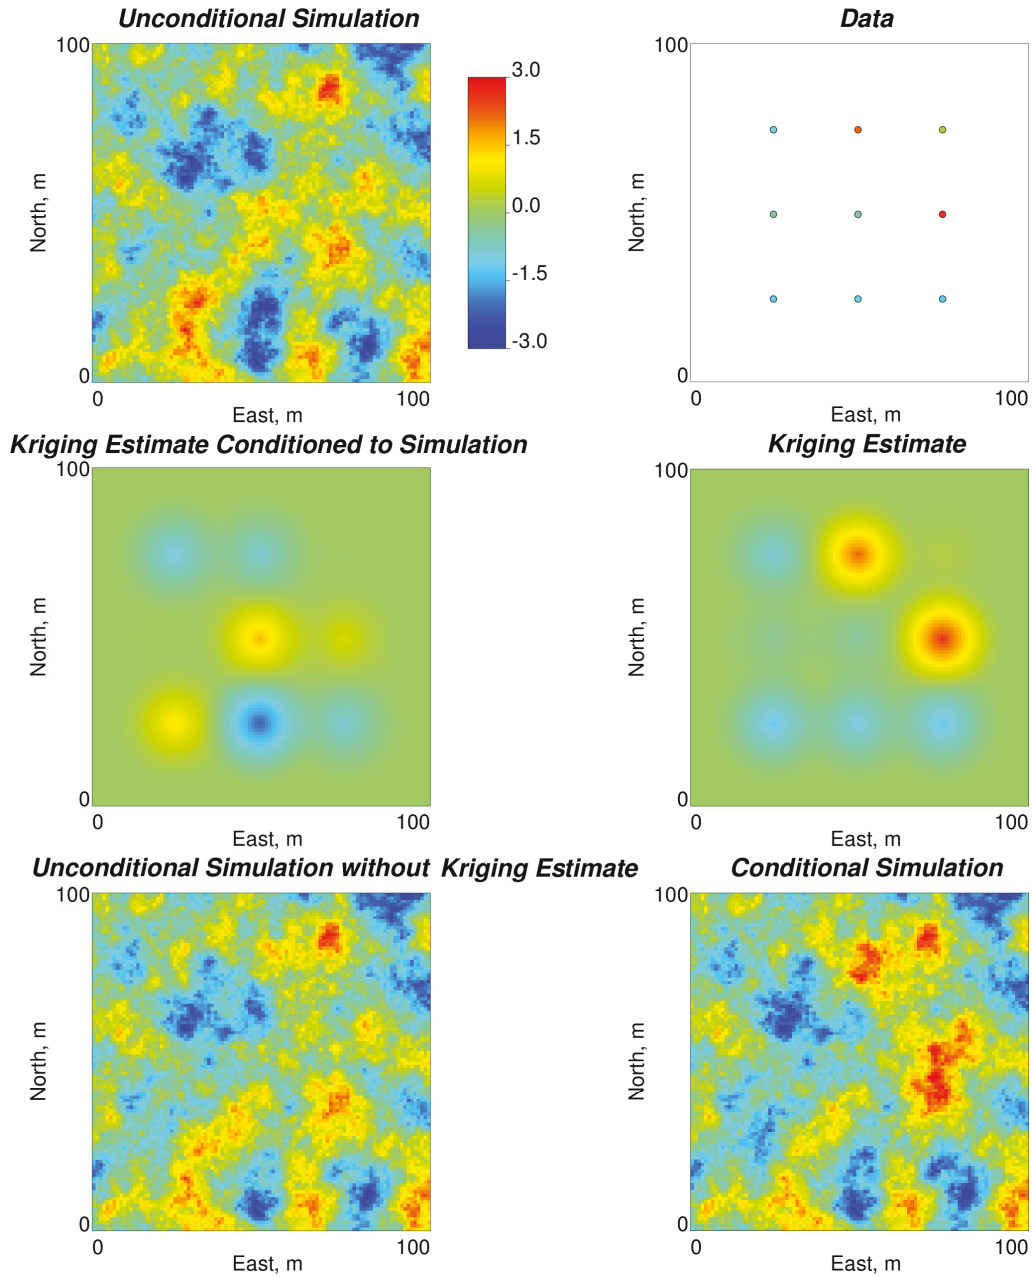 Unconditional Simulation
Data
100
North, m
0
0
100
East, m
3.0
1.5
0.0
-1.5
-3.0
100
North, m
0
0
100
East, m
Kriging Estimate Conditioned to Simulation
Kriging Estimate
100
North, m
0
0
100
East, m
100
North, m
0
0
100
East, m
Unconditional Simulation without Kriging Estimate
Conditional Simulation
100
North, m
0
0
100
East, m
100
North, m
0
0
100
East, m